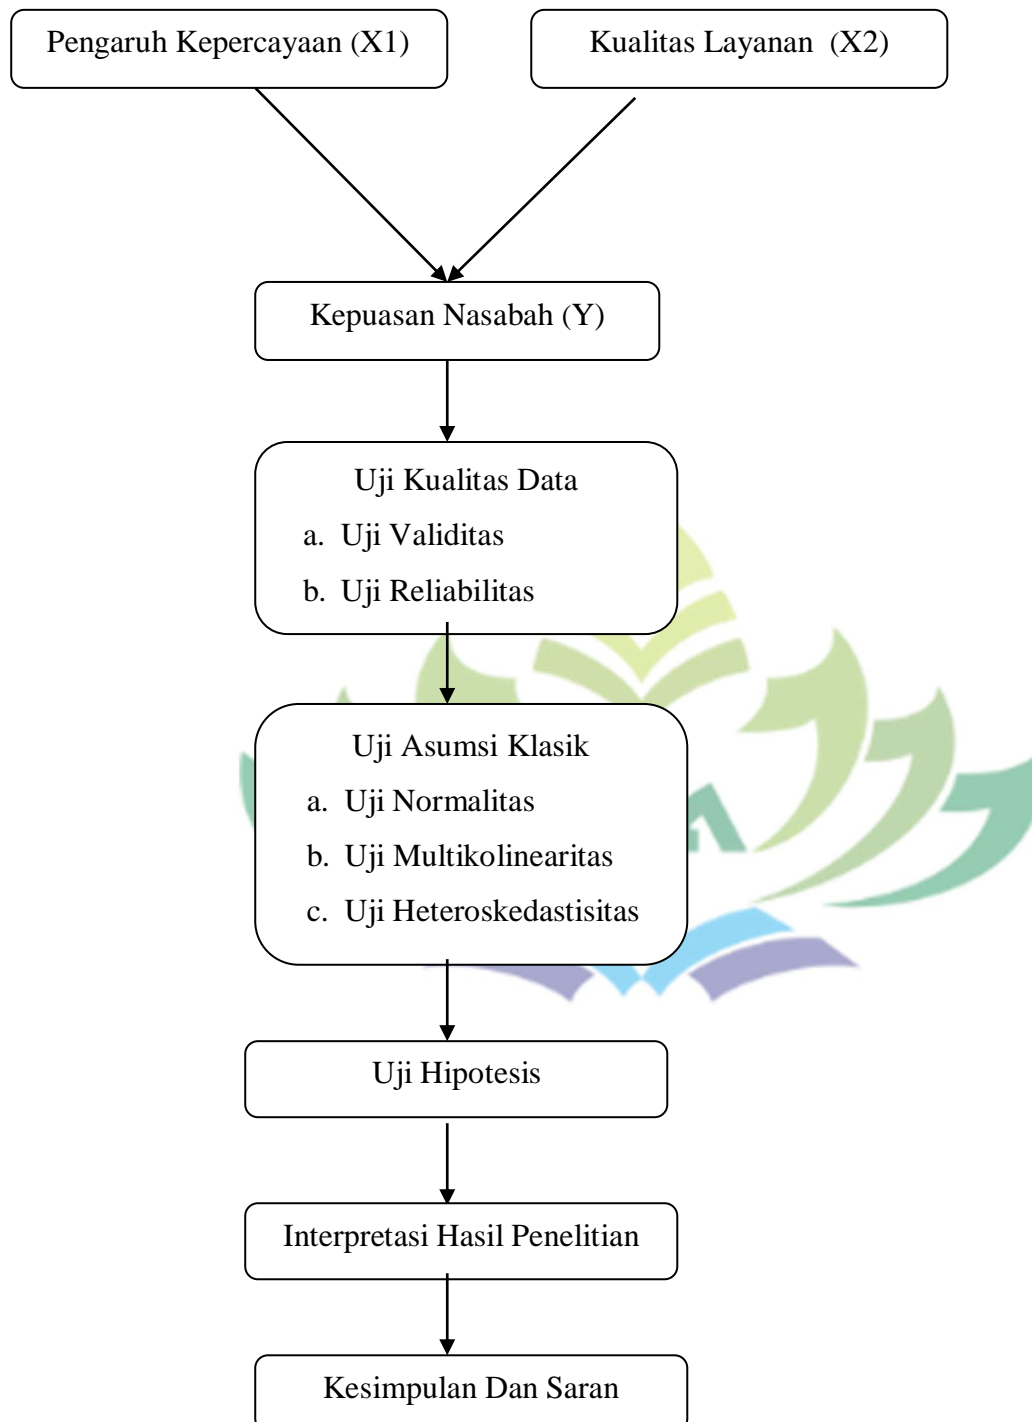 Pengaruh Kepercayaan (X1)
Kualitas Layanan (X2)
Kepuasan Nasabah (Y)
Uji Kualitas Data
a. Uji Validitas
b. Uji Reliabilitas
Uji Asumsi Klasik
a. Uji Normalitas
b. Uji Multikolinearitas
c. Uji Heteroskedastisitas
Uji Hipotesis
Interpretasi Hasil Penelitian
Kesimpulan Dan Saran